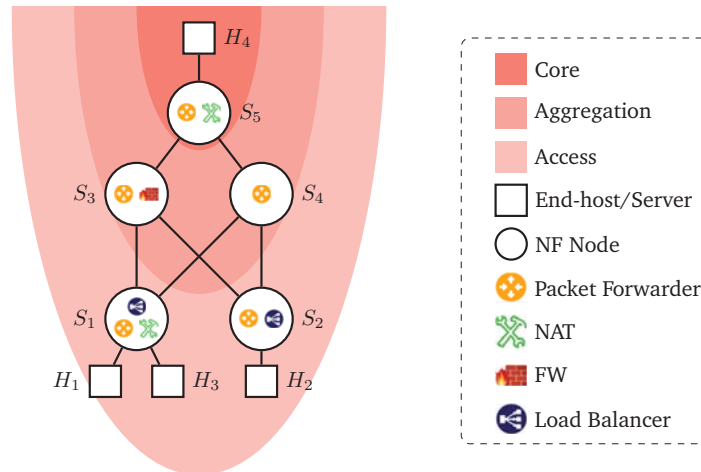 H₄
S₅
S₃
S₄
S₁
S₂
H₁
H₃
H₂
Core
Aggregation
Access
End-host/Server
NF Node
Packet Forwarder
NAT
FW
Load Balancer